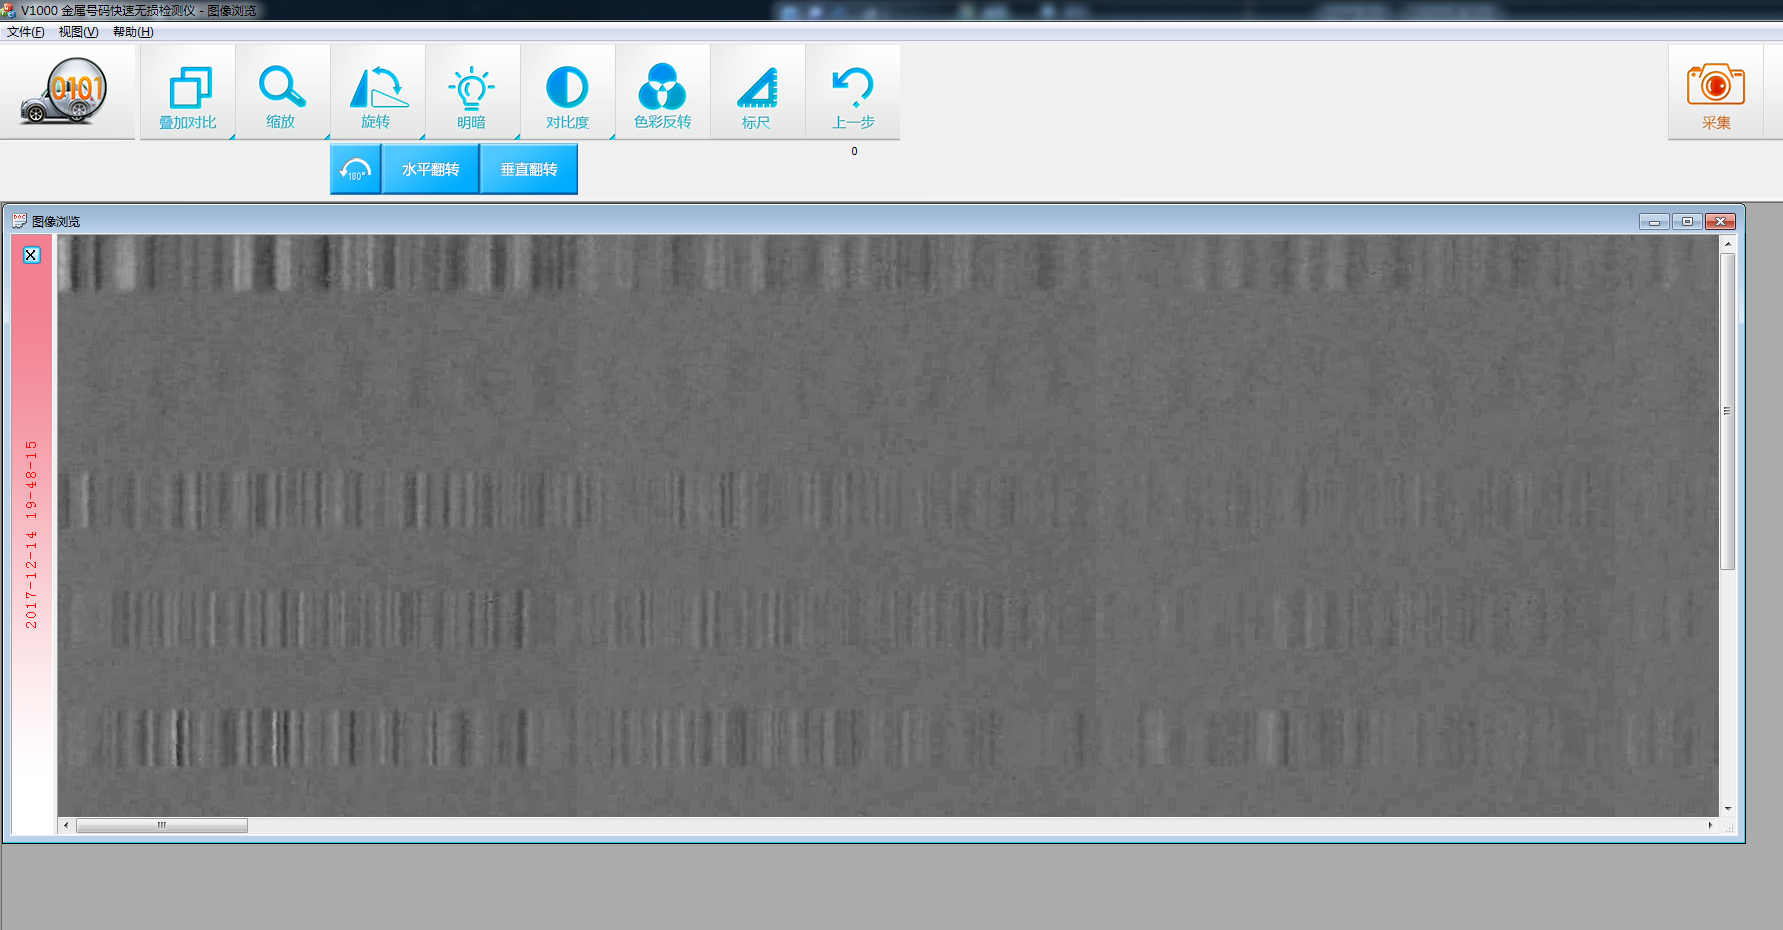 V1000 金属号码快速无损检测仪 - 图像浏览
文件(F) 视图(V) 帮助(H)
0101
叠加对比 缩放 旋转 明暗 对比度 色彩反转 标尺 上一步 采集
0
180° 水平翻转 垂直翻转
图像浏览
X
2017-12-14 19-48-15